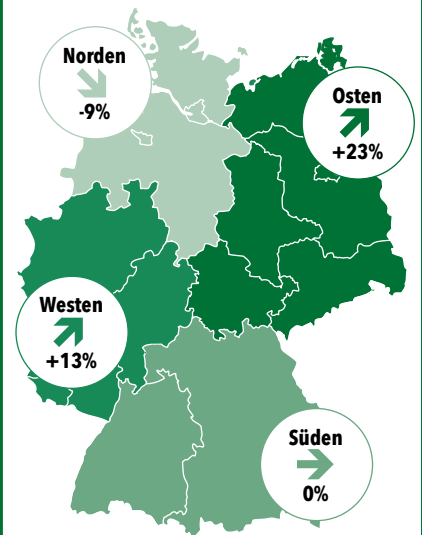 Norden
-9%
Osten
+23%
Westen
+13%
Süden
0%